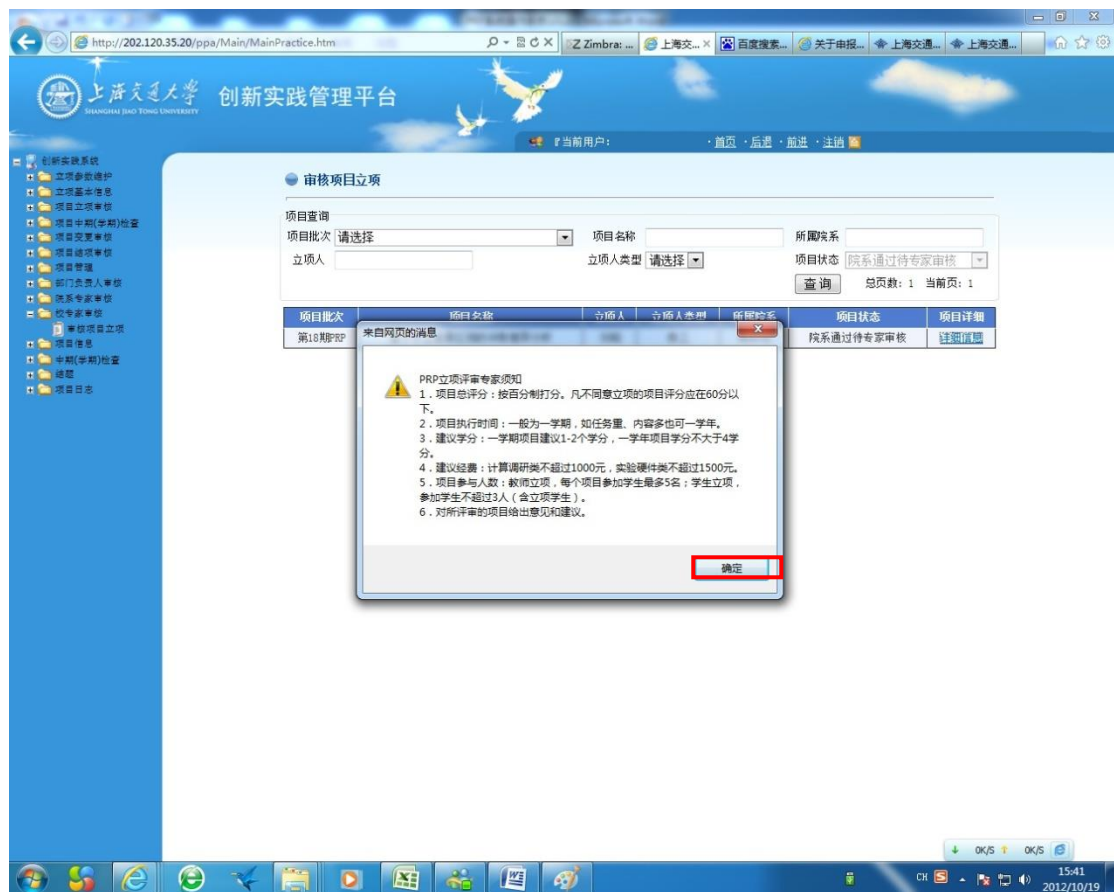 http://202.120.35.20/ppa/Main/MainPractice.htm
Zimbra: ...
上海交...
百度搜索...
关于申报...
上海交通...
上海交通...
上海交通大学
SHANGHAI JIAO TONG UNIVERSITY
创新实践管理平台
当前用户:
·首页 ·后退 ·前进 ·注销
创新实践系统
立项参数维护
立项基本信息
项目立项审核
项目中期(学期)检查
项目变更审核
项目结项审核
项目管理
部门负责人审核
院系专家审核
校专家审核
审核项目立项
项目信息
中期(学期)检查
结题
项目日志
审核项目立项
项目查询
项目批次 请选择 项目名称 所属院系
立项人 立项人类型 请选择 项目状态 院系通过待专家审核
查询 总页数: 1 当前页: 1
项目批次 项目名称 立项人 立项人类型 所属院系 项目状态 项目详细
第18期PRP 院系通过待专家审核 详细信息
来自网页的消息
PRP立项评审专家须知
1．项目总评分：按百分制打分。凡不同意立项的项目评分应在60分以
下。
2．项目执行时间：一般为一学期，如任务重、内容多也可一学年。
3．建议学分：一学期项目建议1-2个学分，一学年项目学分不大于4学
分。
4．建议经费：计算调研类不超过1000元，实验硬件类不超过1500元。
5．项目参与人数：教师立项，每个项目参加学生最多5名；学生立项，
参加学生不超过3人（含立项学生）。
6．对所评审的项目给出意见和建议。
确定
0K/S 0K/S
CH
15:41
2012/10/19